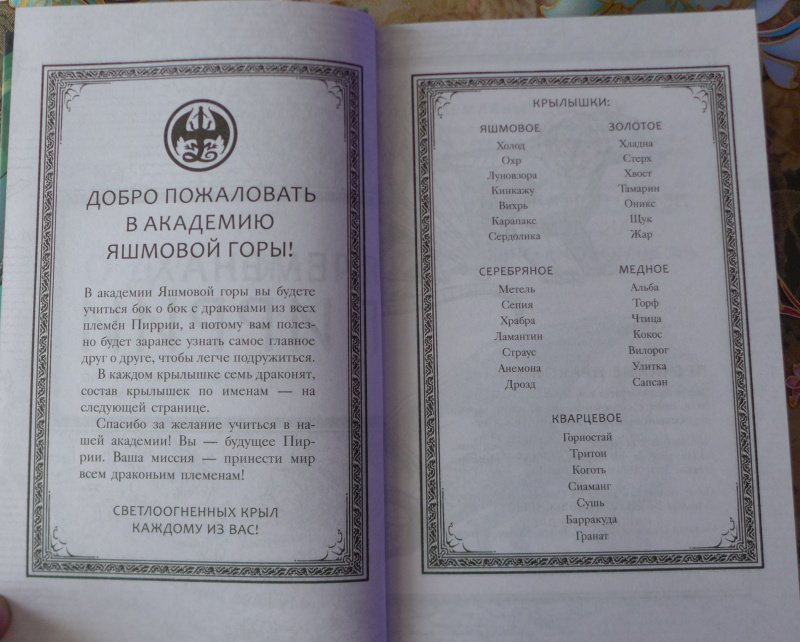 ДОБРО ПОЖАЛОВАТЬ
В АКАДЕМИЮ
ЯШМОВОЙ ГОРЫ!
В академии Яшмовой горы вы будете
учиться бок о бок с драконами из всех
племён Пиррии, а потому вам полез-
но будет заранее узнать самое главное
друг о друге, чтобы легче подружиться.
В каждом крылышке семь драконят,
состав крылышек по именам — на
следующей странице.
Спасибо за желание учиться в на-
шей академии! Вы — будущее Пир-
рии. Ваша миссия — принести мир
всем драконьим племенам!
СВЕТЛООГНЕННЫХ КРЫЛ
КАЖДОМУ ИЗ ВАС!
КРЫЛЫШКИ:
ЯШМОВОЕ
Холод
Охр
Луновзора
Кинкажу
Вихрь
Карапакс
Сердолика
ЗОЛОТОЕ
Хладна
Стерх
Хвост
Тамарин
Оникс
Щук
Жар
СЕРЕБРЯНОЕ
Метель
Сепия
Храбра
Ламантин
Страус
Анемона
Дрозд
МЕДНОЕ
Альба
Торф
Чтица
Кокос
Вилорог
Улитка
Сапсан
КВАРЦЕВОЕ
Горностай
Тритон
Коготь
Сиаманг
Сушь
Барракуда
Гранат